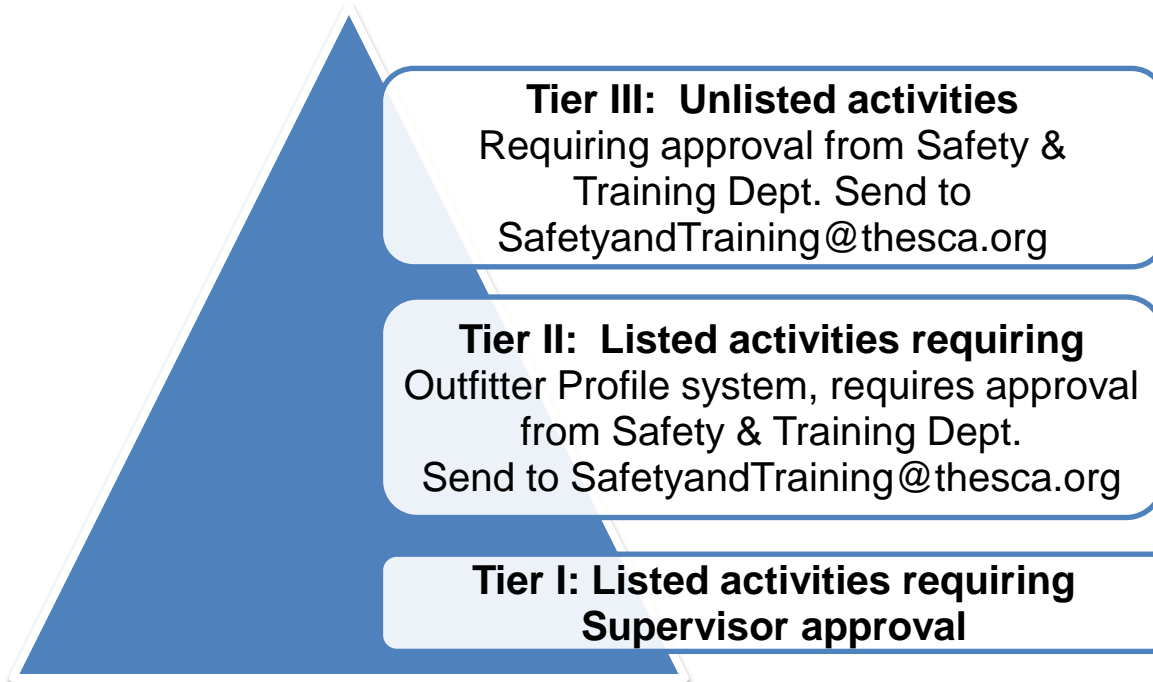 Tier III:  Unlisted activities
Requiring approval from Safety &
Training Dept. Send to
SafetyandTraining@thesca.org
Tier II:  Listed activities requiring
Outfitter Profile system, requires approval
from Safety & Training Dept.
Send to SafetyandTraining@thesca.org
Tier I: Listed activities requiring
Supervisor approval